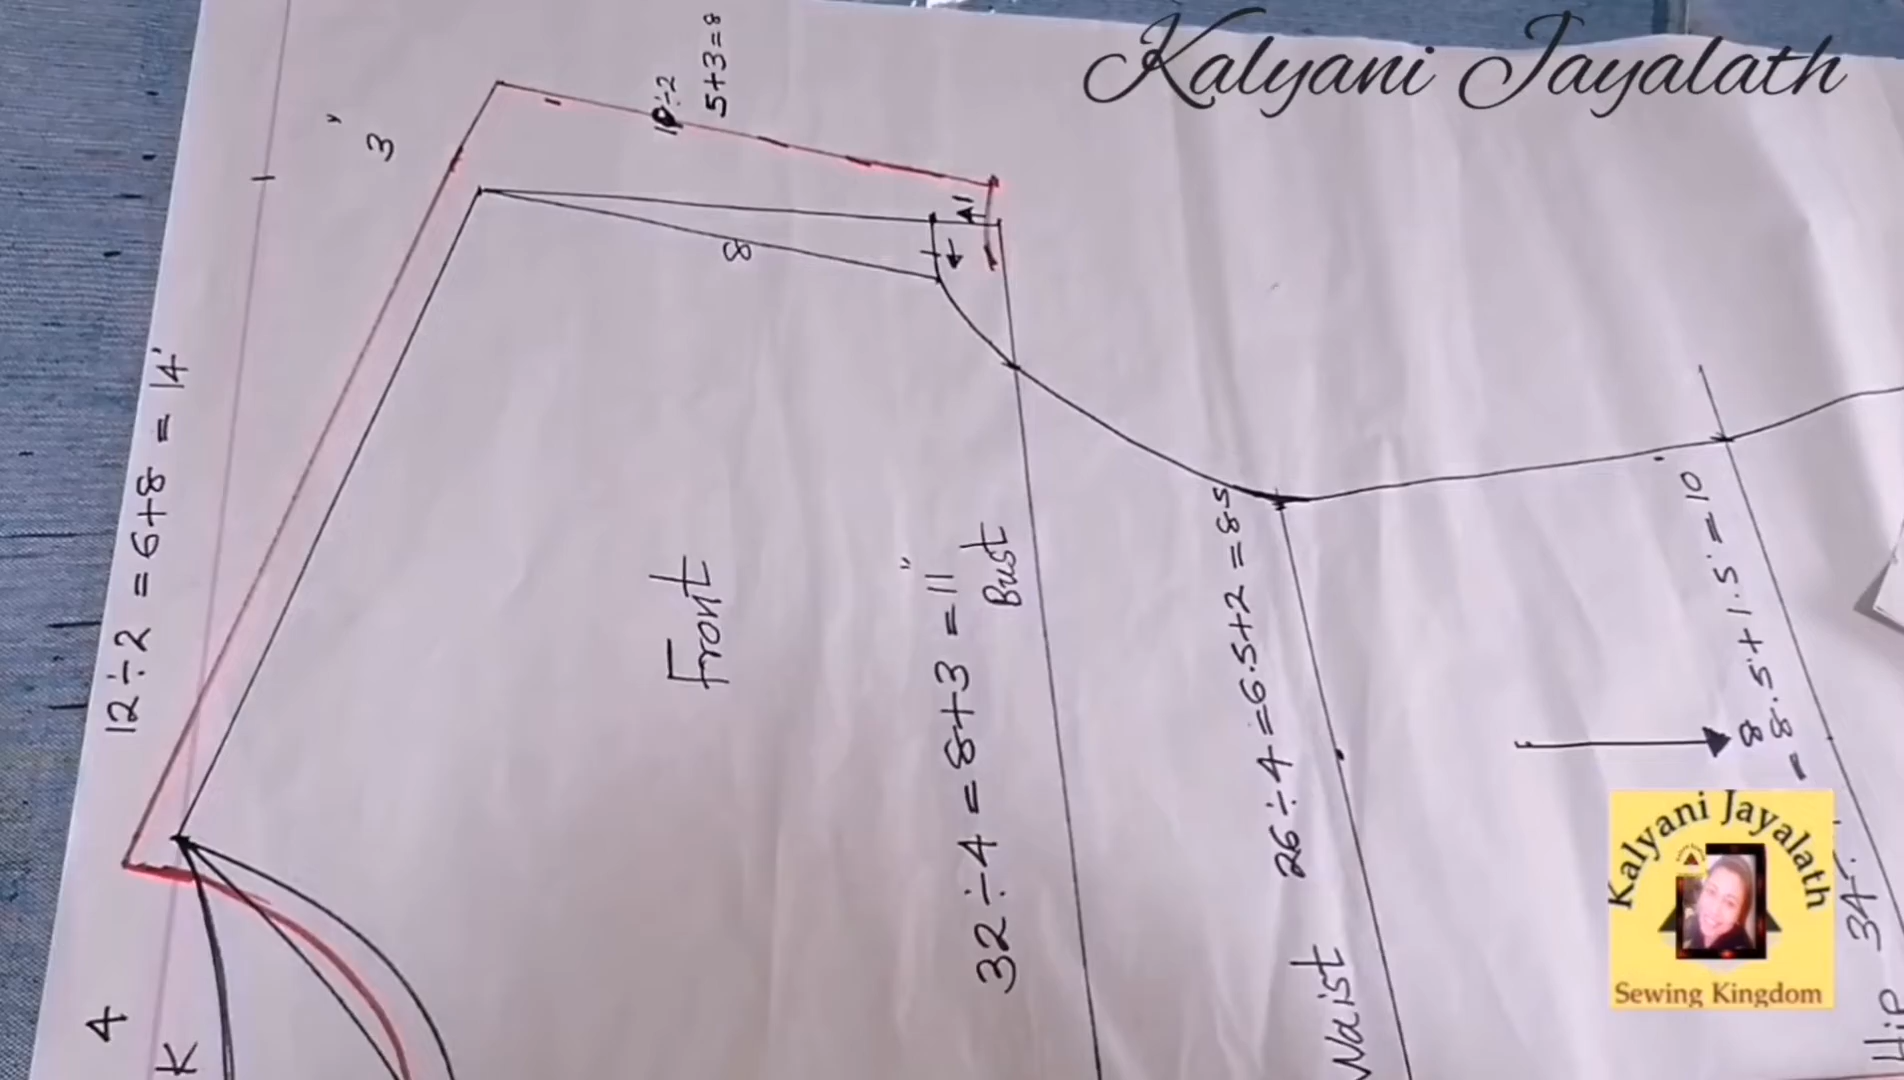 Kalyani Jayalath
5+3=8
3"
8
12÷2 = 6+8 = 14'
Front
32÷4 = 8+3 = 11"
Bust
26÷4=6.5+2=8.5
Waist
= 8.5+1.5=10
8
4
K
Kalyani Jayalath
Sewing Kingdom